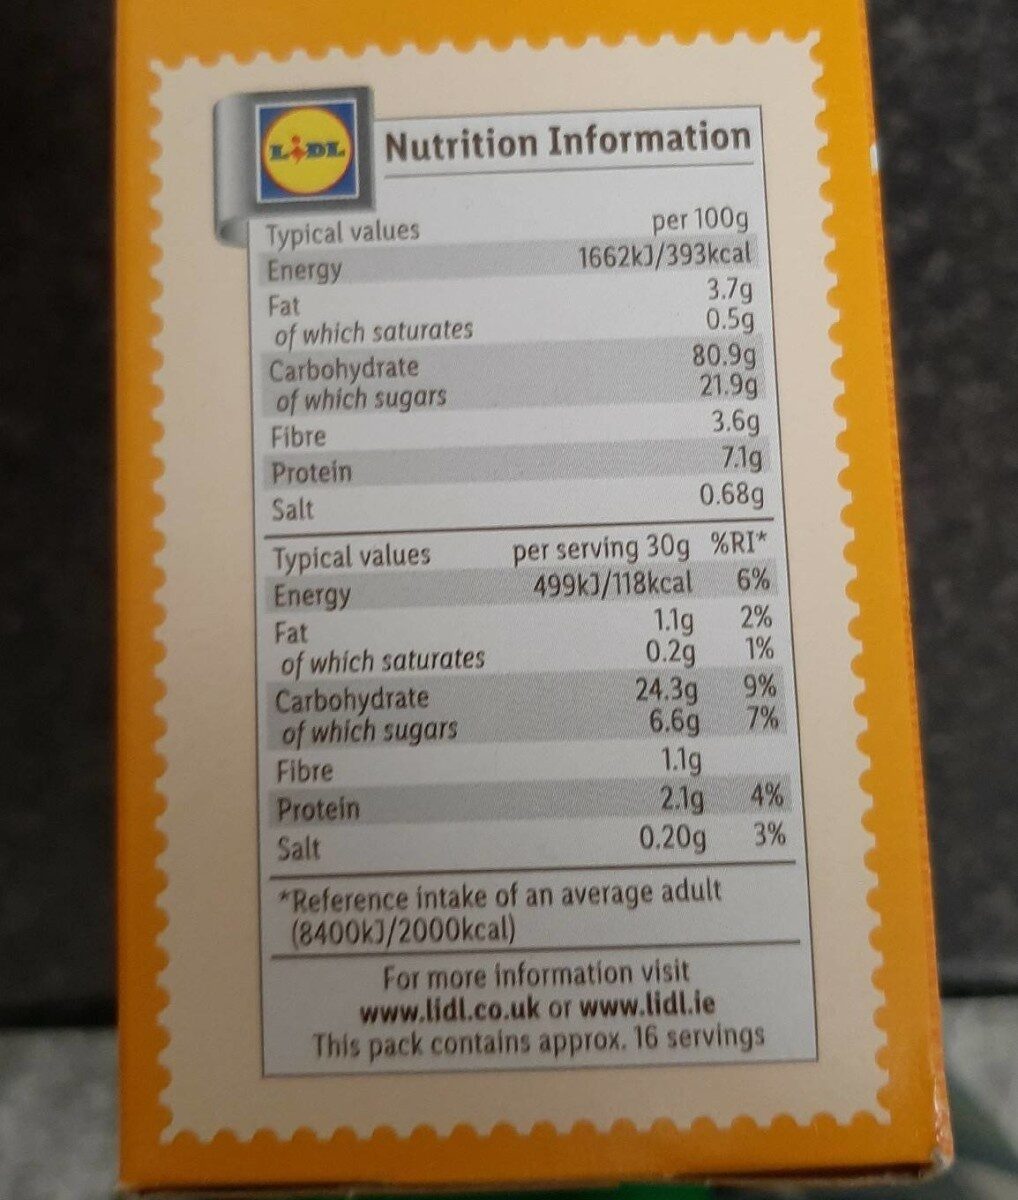 LIDL
Nutrition Information
Typical values per 100g
Energy 1662kJ/393kcal
Fat 3.7g
of which saturates 0.5g
Carbohydrate 80.9g
of which sugars 21.9g
Fibre 3.6g
Protein 7.1g
Salt 0.68g
Typical values per serving 30g %RI*
Energy 499kJ/118kcal 6%
Fat 1.1g 2%
of which saturates 0.2g 1%
Carbohydrate 24.3g 9%
of which sugars 6.6g 7%
Fibre 1.1g
Protein 2.1g 4%
Salt 0.20g 3%
*Reference intake of an average adult
(8400kJ/2000kcal)
For more information visit
www.lidl.co.uk or www.lidl.ie
This pack contains approx. 16 servings